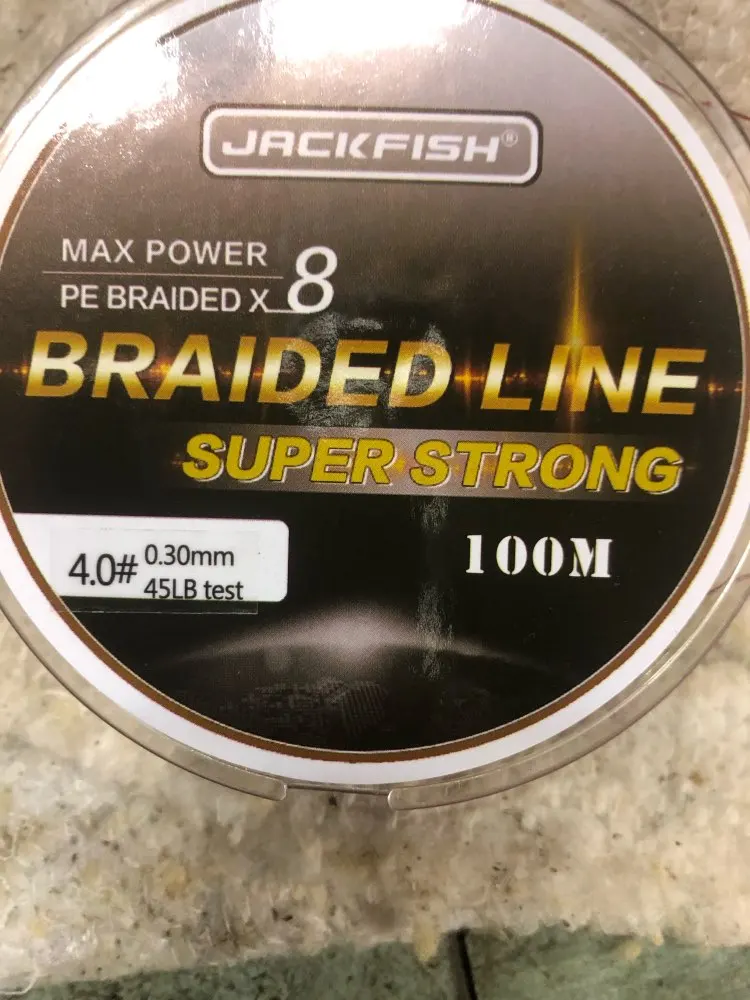 JACKFISH®
MAX POWER
PE BRAIDED X 8
BRAIDED LINE
SUPER STRONG
4.0# 0.30mm
45LB test
100M